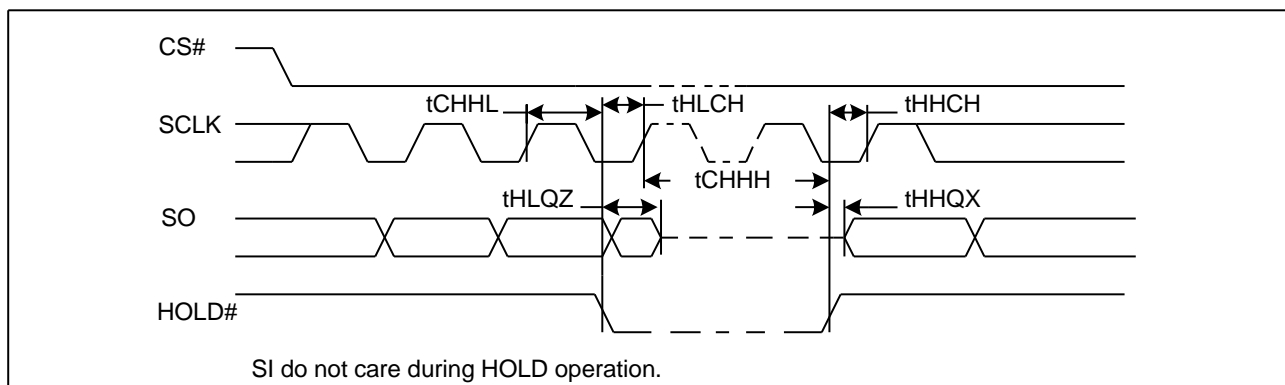 CS#
tCHHL
tHLCH
tHHCH
SCLK
tCHHH
tHLQZ
tHHQX
SO
HOLD#
SI do not care during HOLD operation.